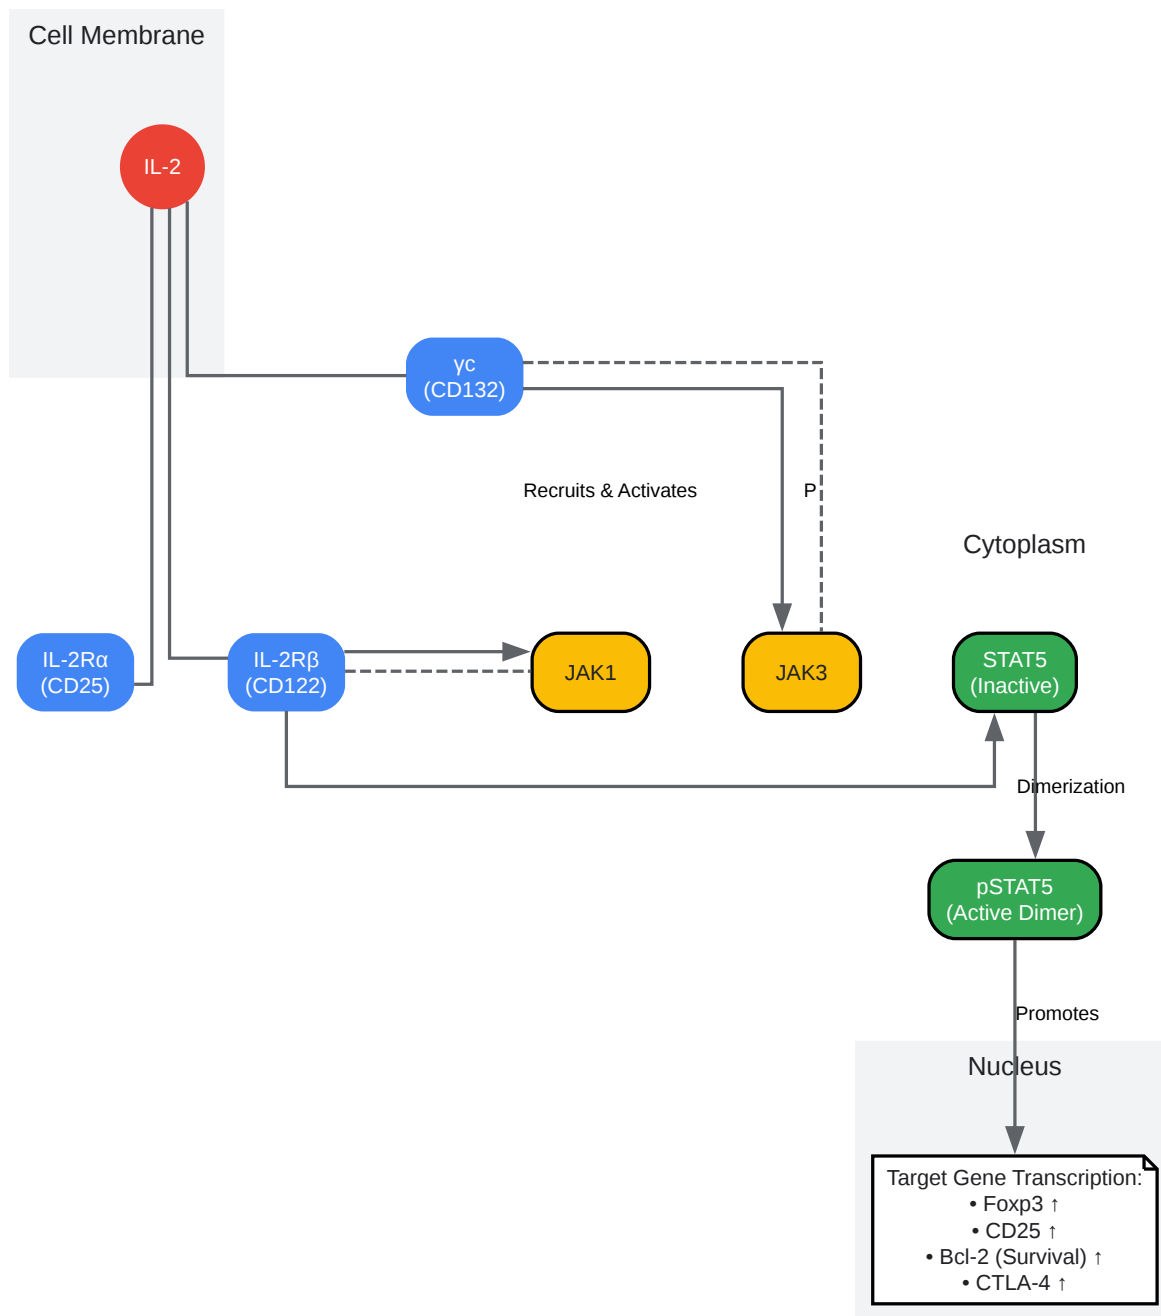 Cell Membrane
IL-2
γc
(CD132)
Recruits & Activates
P
Cytoplasm
IL-2Rα
(CD25)
IL-2Rβ
(CD122)
JAK1
JAK3
STAT5
(Inactive)
Dimerization
pSTAT5
(Active Dimer)
Promotes
Nucleus
Target Gene Transcription:
• Foxp3 ↑
• CD25 ↑
• Bcl-2 (Survival) ↑
• CTLA-4 ↑